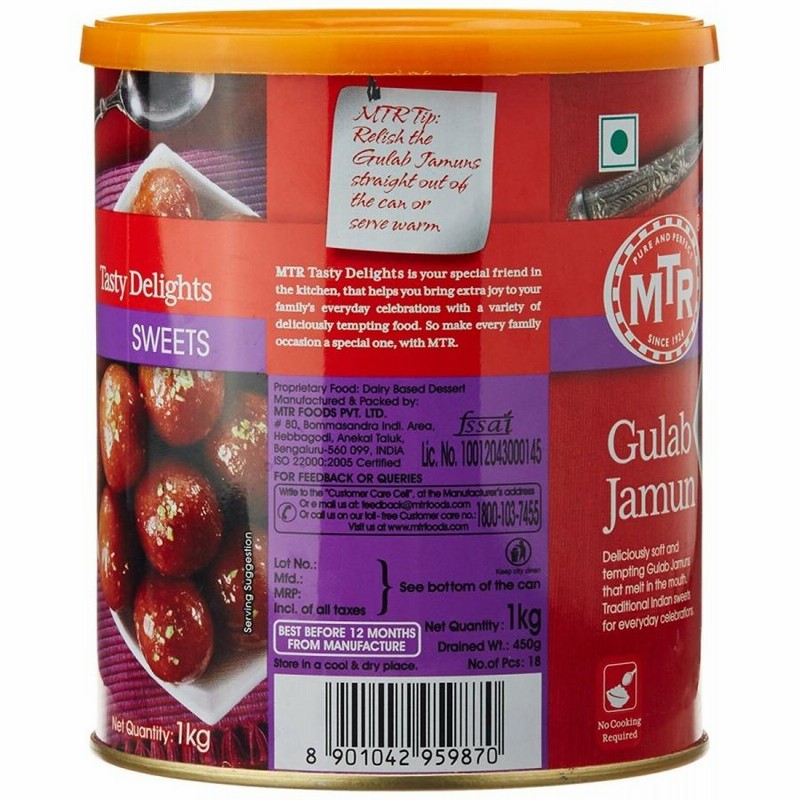 MTR Tip:
Relish the
Gulab Jamuns
straight out of
the can or
serve warm
Tasty Delights
SWEETS
MTR Tasty Delights is your special friend in
the kitchen, that helps you bring extra joy to your
family's everyday celebrations with a variety of
deliciously tempting food. So make every family
occasion a special one, with MTR.
PURE AND PERFECT
MTR
SINCE 1924
Proprietary Food: Dairy Based Dessert
Manufactured & Packed by:
MTR FOODS PVT. LTD.
# 80, Bommasandra Indl. Area,
Hebbagodi, Anekal Taluk,
Bengaluru-560 099, INDIA
ISO 22000:2005 Certified
fssai
Lic. No. 10012043000145
FOR FEEDBACK OR QUERIES
Write to the "Customer Care Cell", at the Manufacturer's address
Or e mail us at: feedback@mtrfoods.com
Or call us on our toll - free Customer care no.: 1800-103-7455
Visit us at www.mtrfoods.com
Keep city clean
Lot No.:
Mfd.:
MRP:
Incl. of all taxes
See bottom of the can
BEST BEFORE 12 MONTHS
FROM MANUFACTURE
Store in a cool & dry place.
Net Quantity: 1kg
Drained Wt.: 450g
No.of Pcs: 18
8 901042 959870
Serving Suggestion
Net Quantity: 1kg
Gulab
Jamun
Deliciously soft and
tempting Gulab Jamuns
that melt in the mouth.
Traditional Indian sweets
for everyday celebrations.
No Cooking
Required